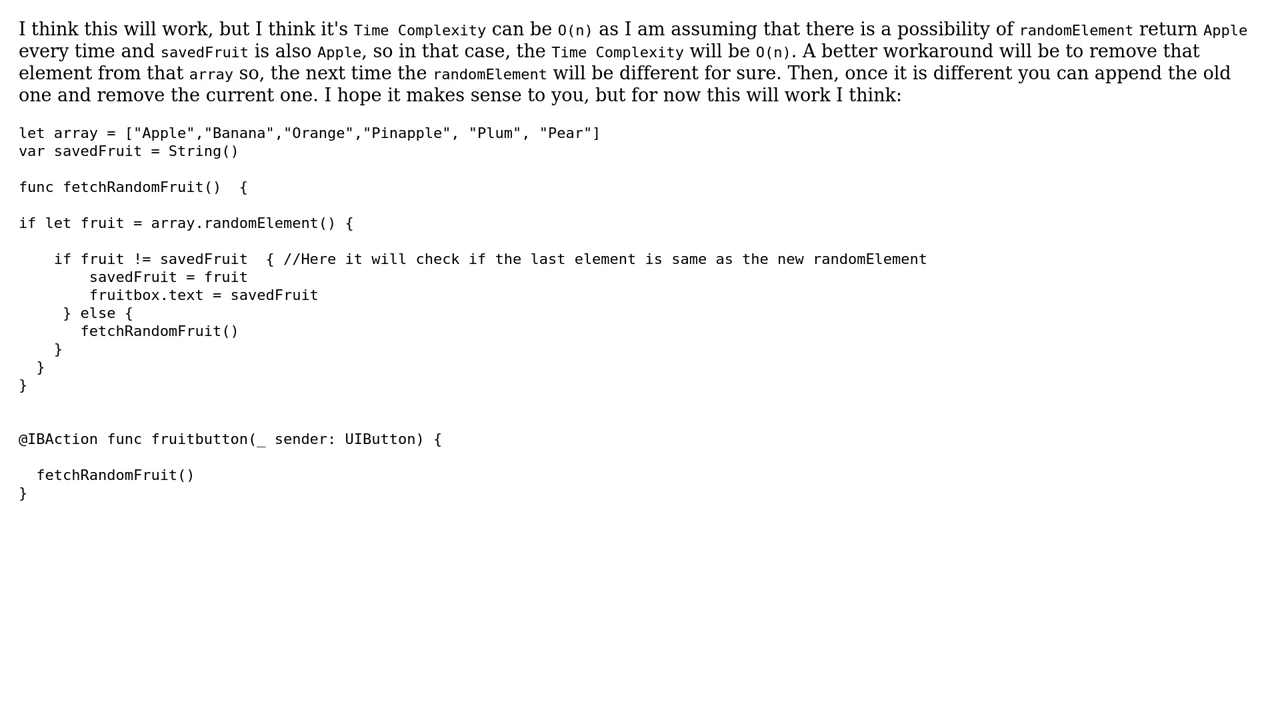 I think this will work, but I think it's Time Complexity can be O(n) as I am assuming that there is a possibility of randomElement return Apple
every time and savedFruit is also Apple, so in that case, the Time Complexity will be O(n). A better workaround will be to remove that
element from that array so, the next time the randomElement will be different for sure. Then, once it is different you can append the old
one and remove the current one. I hope it makes sense to you, but for now this will work I think:
let array = ["Apple","Banana","Orange","Pinapple", "Plum", "Pear"]
var savedFruit = String()
func fetchRandomFruit()  {
if let fruit = array.randomElement() {
    if fruit != savedFruit  { //Here it will check if the last element is same as the new randomElement
        savedFruit = fruit
        fruitbox.text = savedFruit
     } else {
       fetchRandomFruit()
    }
  }
}
@IBAction func fruitbutton(_ sender: UIButton) {
  fetchRandomFruit()
}